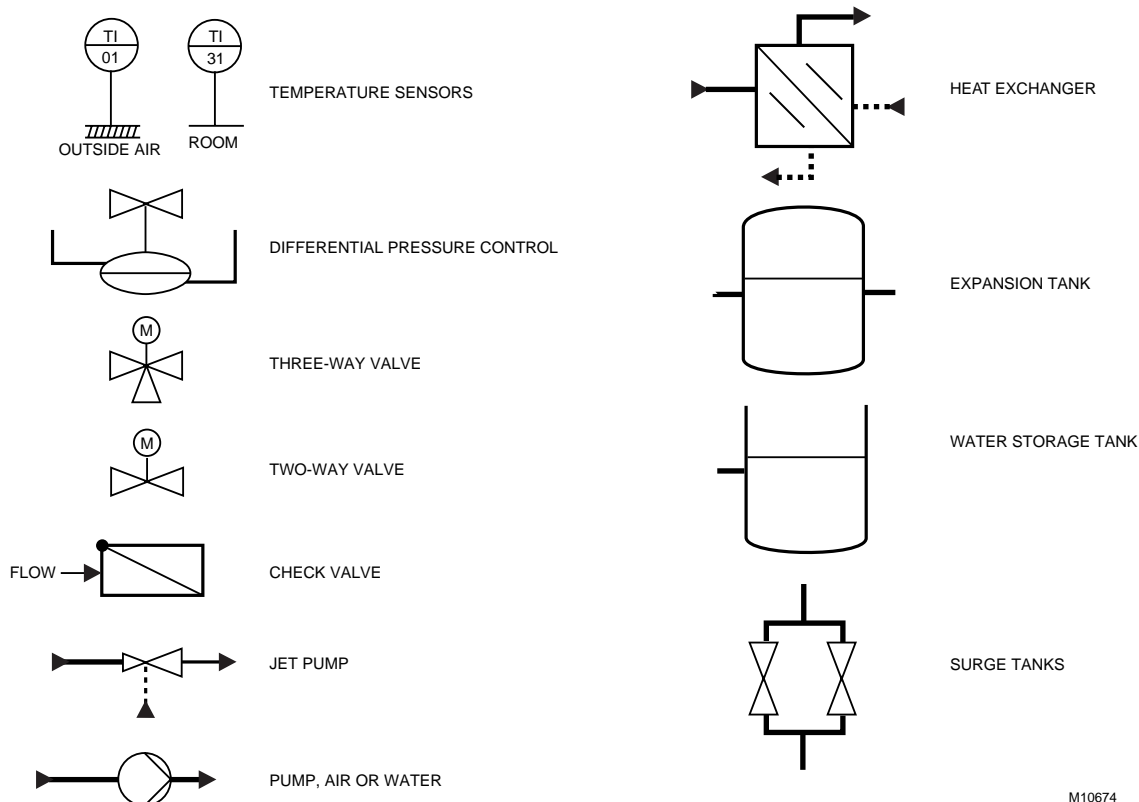 TI
01
OUTSIDE AIR
TI
31
ROOM
TEMPERATURE SENSORS
DIFFERENTIAL PRESSURE CONTROL
M
THREE-WAY VALVE
M
TWO-WAY VALVE
FLOW
CHECK VALVE
JET PUMP
PUMP, AIR OR WATER
HEAT EXCHANGER
EXPANSION TANK
WATER STORAGE TANK
SURGE TANKS
M10674